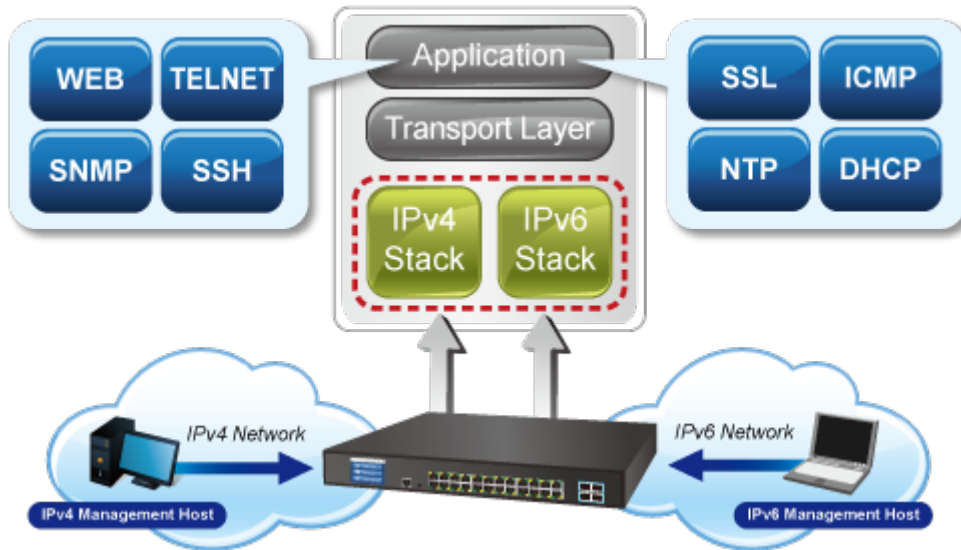 Application
Transport Layer
WEB
TELNET
SNMP
SSH
SSL
ICMP
NTP
DHCP
IPv4
Stack
IPv6
Stack
IPv4 Network
IPv6 Network
IPv4 Management Host
IPv6 Management Host